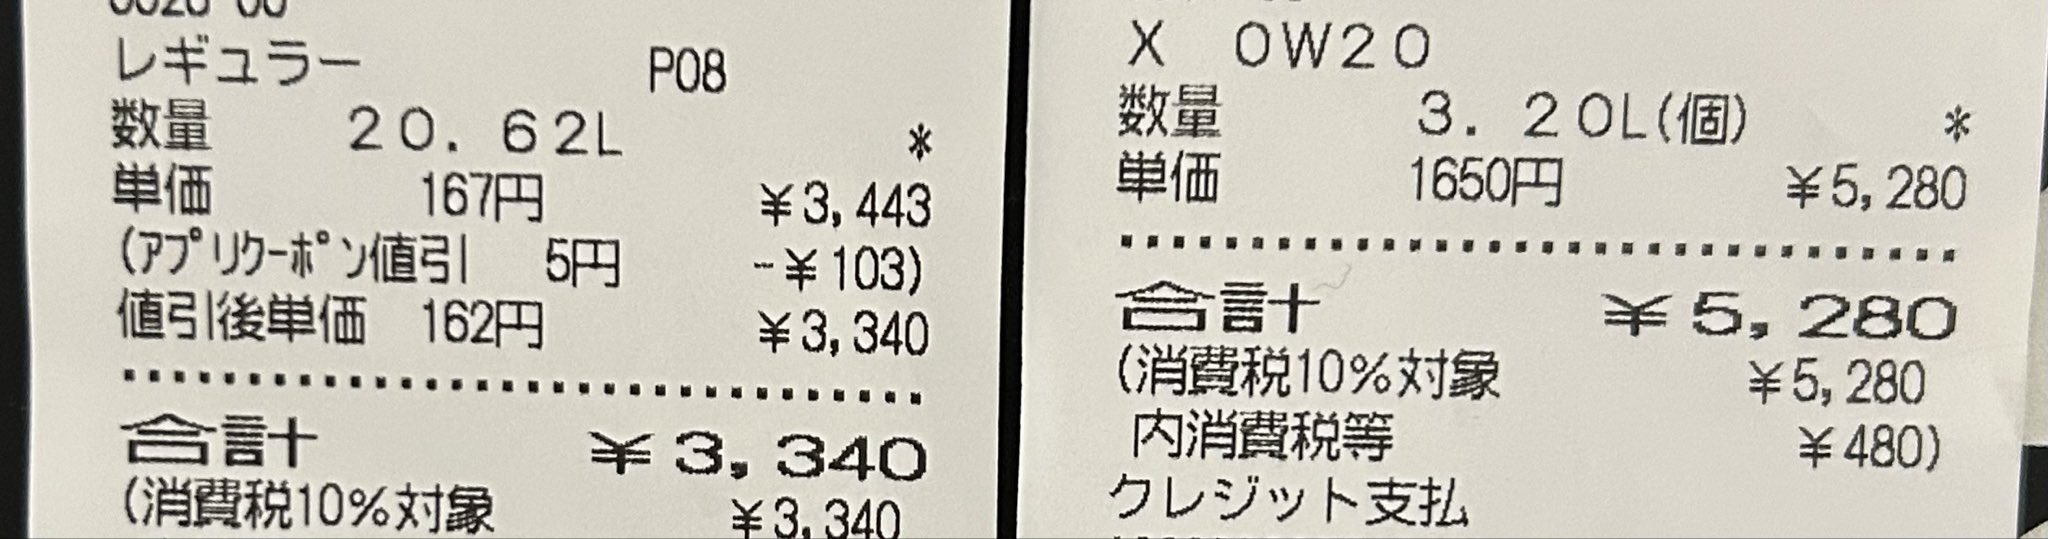 レギュラー P08
数量 20.62L *
単価 167円 ¥3,443
(アプリクーポン値引 5円 -¥103)
値引後単価 162円 ¥3,340
合計 ¥3,340
(消費税10%対象 ¥3,340
X 0W20
数量 3.20L(個) *
単価 1650円 ¥5,280
合計 ¥5,280
(消費税10%対象 ¥5,280
内消費税等 ¥480)
クレジット支払